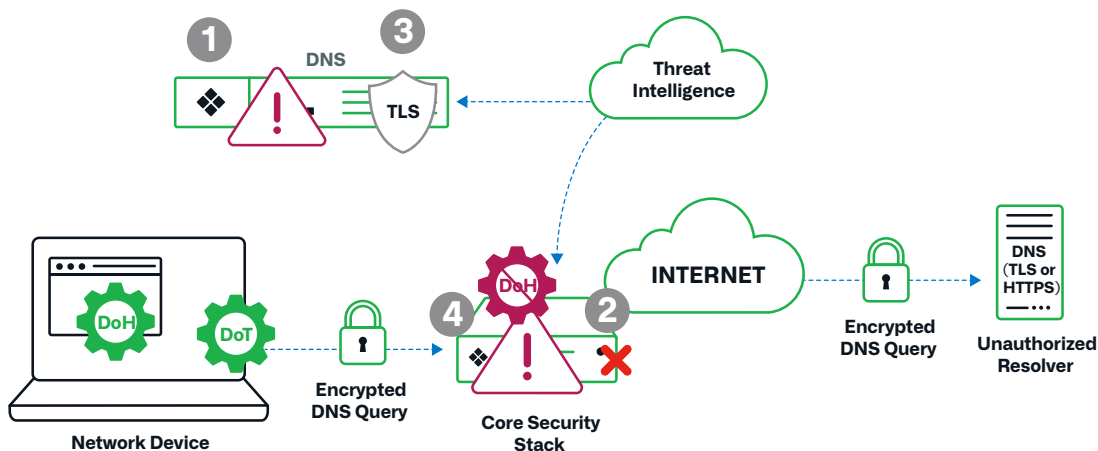 1
3
DNS
TLS
Threat
Intelligence
DoH
DoT
Encrypted
DNS Query
Network Device
4
DoH
2
Core Security
Stack
INTERNET
Encrypted
DNS Query
DNS
(TLS or
HTTPS)
Unauthorized
Resolver